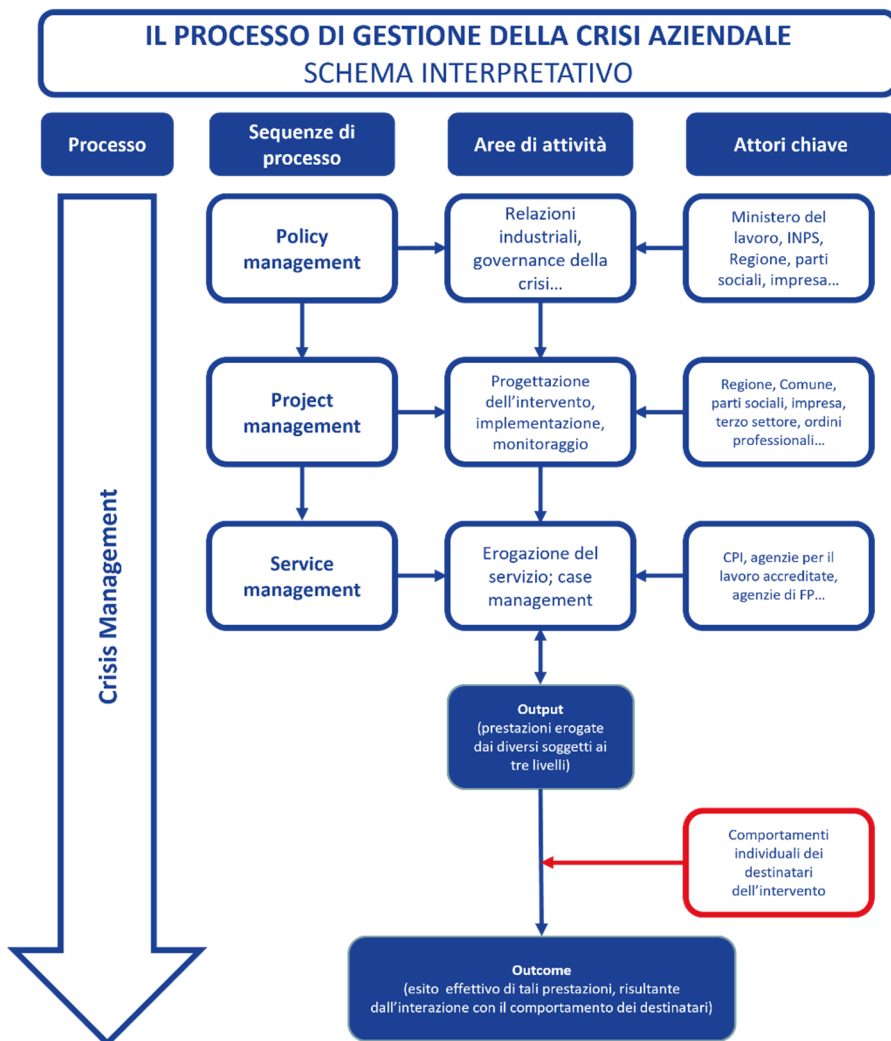 IL PROCESSO DI GESTIONE DELLA CRISI AZIENDALE
SCHEMA INTERPRETATIVO
Processo
Sequenze di
processo
Aree di attività
Attori chiave
Crisis Management
Policy
management
Relazioni
industriali,
governance della
crisi...
Ministero del
lavoro, INPS,
Regione, parti
sociali, impresa...
Project
management
Progettazione
dell'intervento,
implementazione,
monitoraggio
Regione, Comune,
parti sociali, impresa,
terzo settore, ordini
professionali...
Service
management
Erogazione del
servizio; case
management
CPI, agenzie per il
lavoro accreditate,
agenzie di FP...
Output
(prestazioni erogate
dai diversi soggetti ai
tre livelli)
Comportamenti
individuali dei
destinatari
dell'intervento
Outcome
(esito effettivo di tali prestazioni, risultante
dall'interazione con il comportamento dei destinatari)